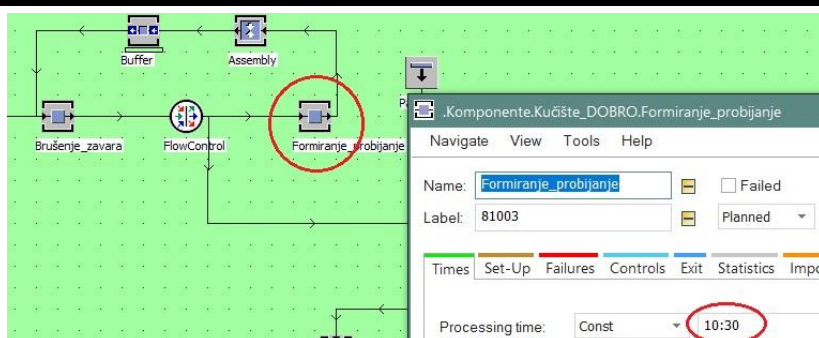 Buffer
Assembly
Brušenje_zavara
FlowControl
Formiranje_probijanje
.Komponente.Kučište_DOBRO.Formiranje_probijanje
Navigate View Tools Help
Name: Formiranje_probijanje
Failed
Label: 81003
Planned
Times Set-Up Failures Controls Exit Statistics
Processing time: Const 10:30